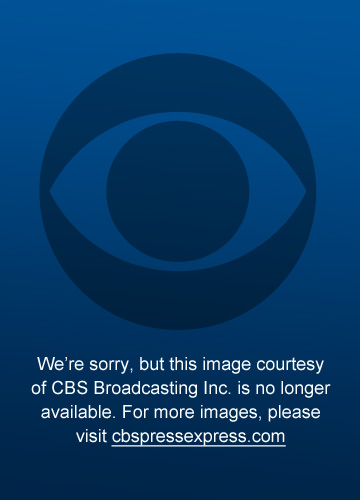 We’re sorry, but this image courtesy
of CBS Broadcasting Inc. is no longer
available. For more images, please
visit cbspressexpress.com